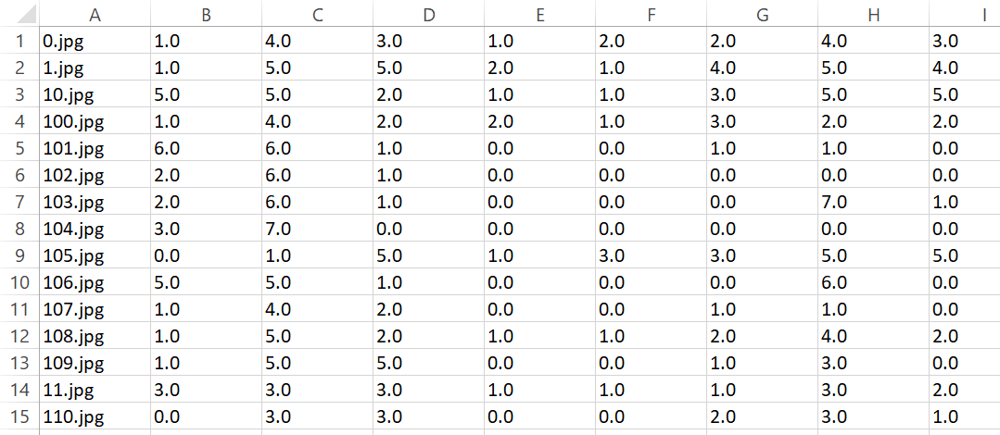 A B C D E F G H I
1 0.jpg 1.0 4.0 3.0 1.0 2.0 2.0 4.0 3.0
2 1.jpg 1.0 5.0 5.0 2.0 1.0 4.0 5.0 4.0
3 10.jpg 5.0 5.0 2.0 1.0 1.0 3.0 5.0 5.0
4 100.jpg 1.0 4.0 2.0 2.0 1.0 3.0 2.0 2.0
5 101.jpg 6.0 6.0 1.0 0.0 0.0 1.0 1.0 0.0
6 102.jpg 2.0 6.0 1.0 0.0 0.0 0.0 0.0 0.0
7 103.jpg 2.0 6.0 1.0 0.0 0.0 0.0 7.0 1.0
8 104.jpg 3.0 7.0 0.0 0.0 0.0 0.0 0.0 0.0
9 105.jpg 0.0 1.0 5.0 1.0 3.0 3.0 5.0 5.0
10 106.jpg 5.0 5.0 1.0 0.0 0.0 0.0 6.0 0.0
11 107.jpg 1.0 4.0 2.0 0.0 0.0 1.0 1.0 0.0
12 108.jpg 1.0 5.0 2.0 1.0 1.0 2.0 4.0 2.0
13 109.jpg 1.0 5.0 5.0 0.0 0.0 1.0 3.0 0.0
14 11.jpg 3.0 3.0 3.0 1.0 1.0 1.0 3.0 2.0
15 110.jpg 0.0 3.0 3.0 0.0 0.0 2.0 3.0 1.0